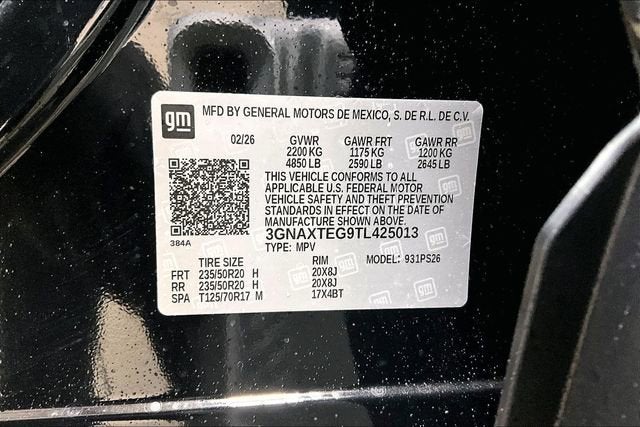 gm MFD BY GENERAL MOTORS DE MEXICO, S. DE R.L. DE C.V.
02/26 GVWR GAWR FRT GAWR RR
2200 KG 1175 KG 1200 KG
4850 LB 2590 LB 2645 LB
THIS VEHICLE CONFORMS TO ALL
APPLICABLE U.S. FEDERAL MOTOR
VEHICLE SAFETY AND THEFT PREVENTION
STANDARDS IN EFFECT ON THE DATE OF
MANUFACTURE SHOWN ABOVE.
3GNAXTEG9TL425013
384A TYPE: MPV
TIRE SIZE RIM MODEL: 931PS26
FRT 235/50R20 H 20X8J
RR 235/50R20 H 20X8J
SPA T125/70R17 M 17X4BT